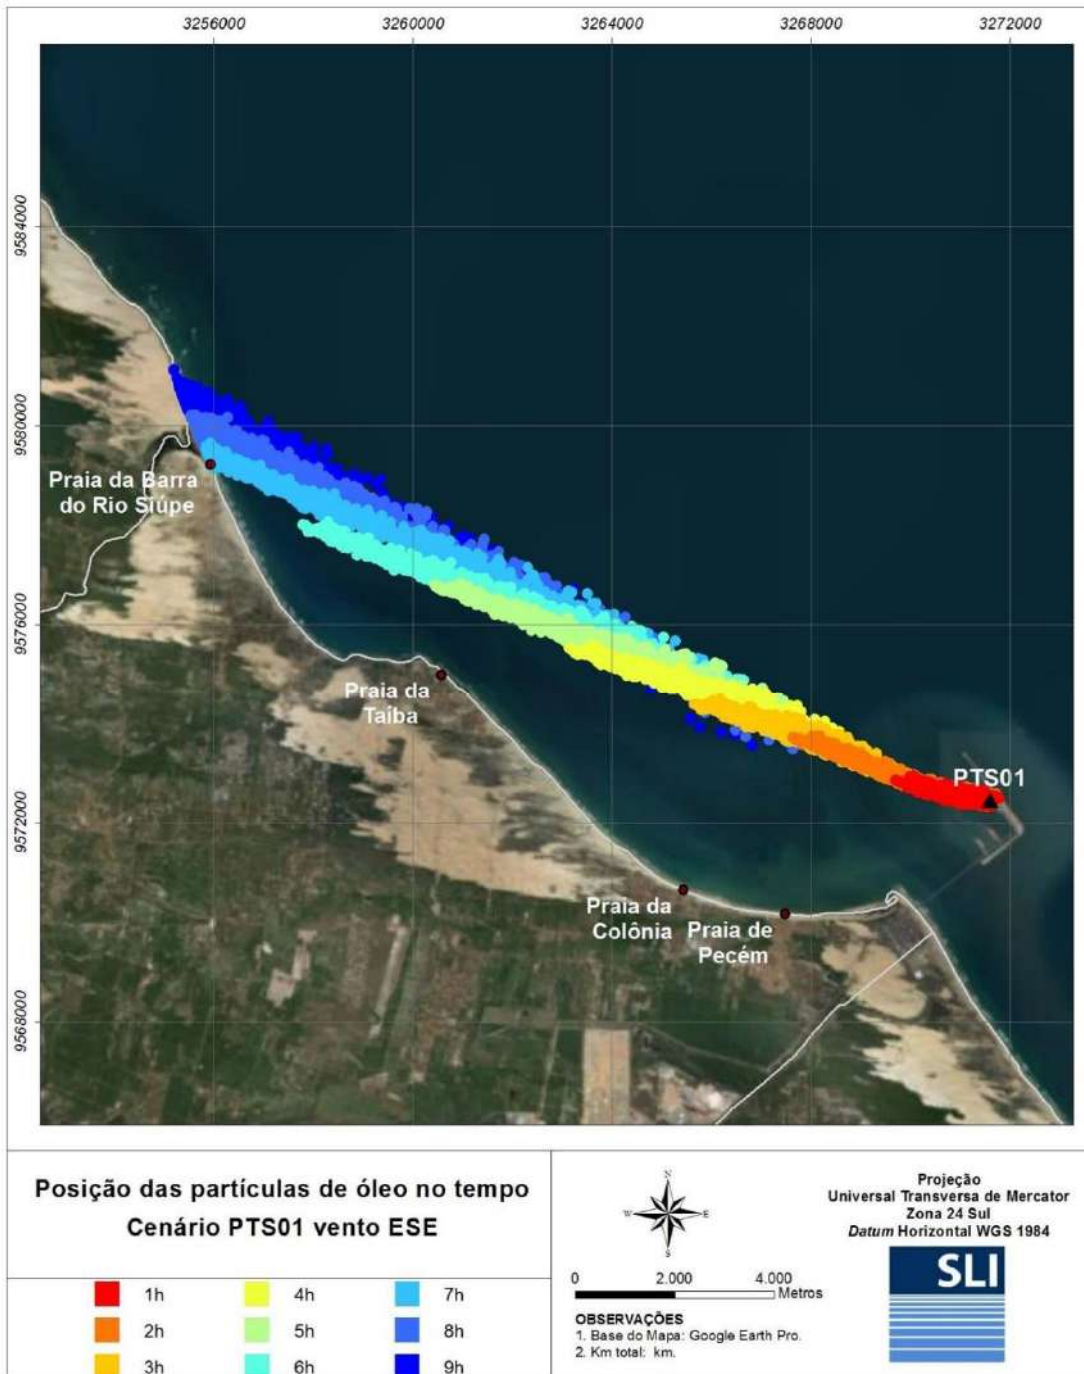 3256000 3260000 3264000 3268000 3272000
9584000
9580000
9576000
9572000
9568000
Praia da Barra
do Rio Siúpe
Praia da
Taíba
PTS01
Praia da
Colônia
Praia de
Pecém
Posição das partículas de óleo no tempo
Cenário PTS01 vento ESE
1h 4h 7h
2h 5h 8h
3h 6h 9h
N
W E
S
0 2.000 4.000
Metros
OBSERVAÇÕES
1. Base do Mapa: Google Earth Pro.
2. Km total: km.
Projeção
Universal Transversa de Mercator
Zona 24 Sul
Datum Horizontal WGS 1984
SLI